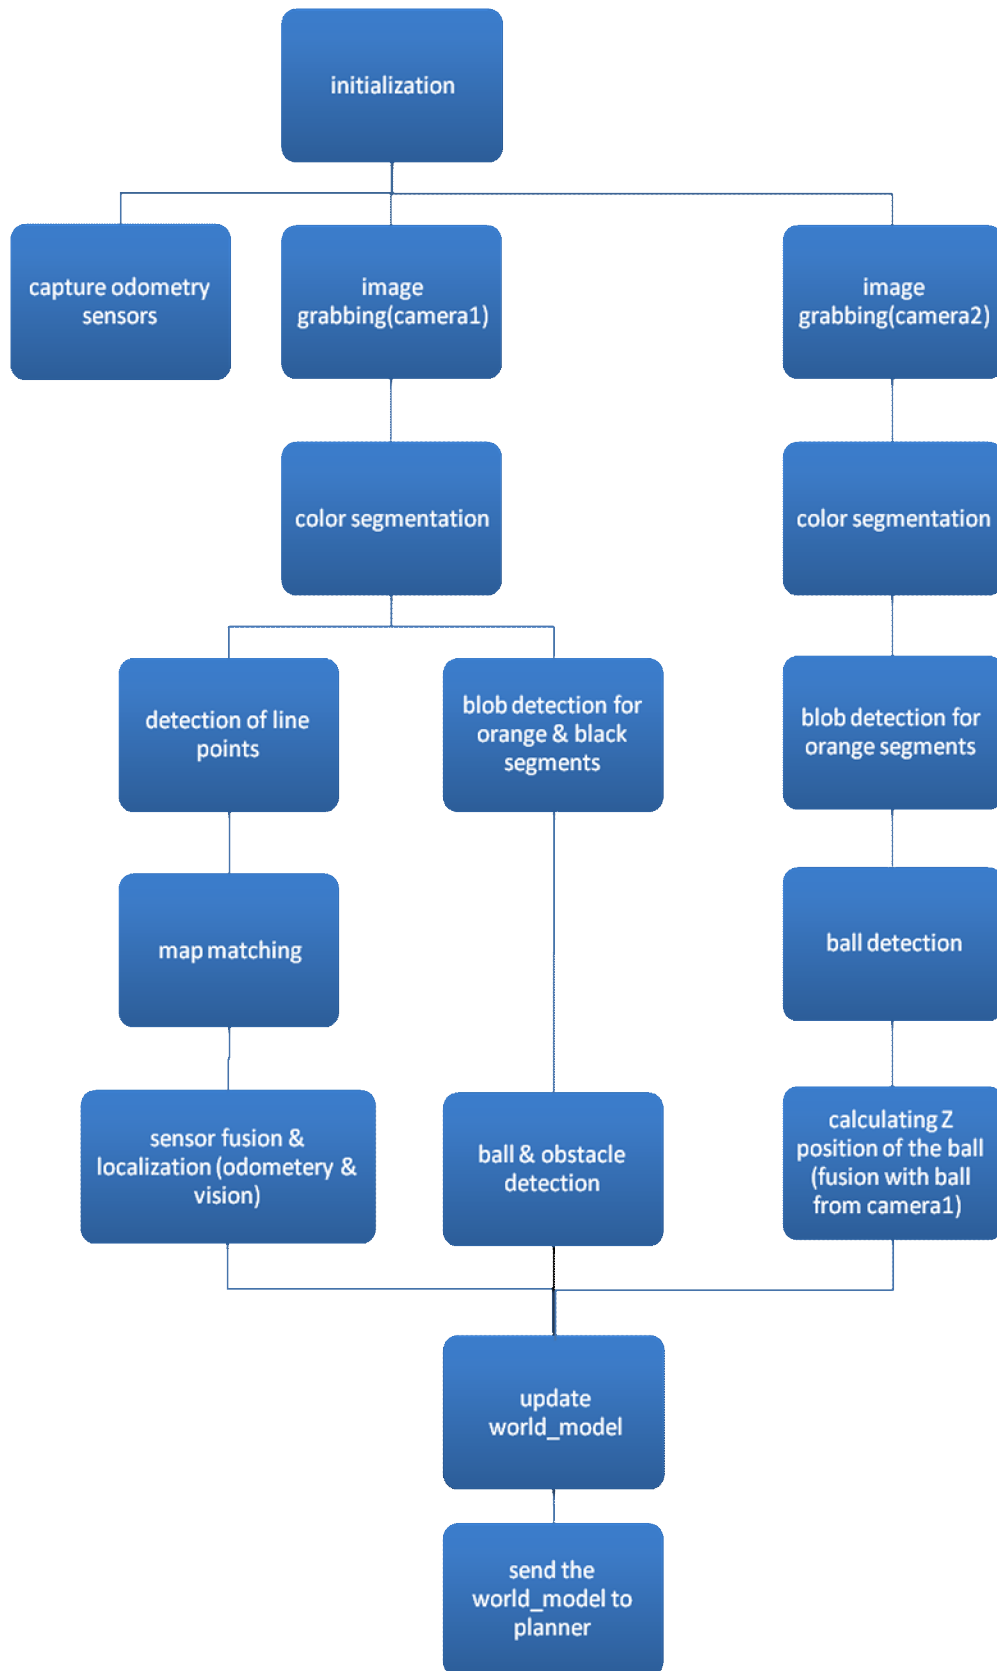 initialization
capture odometry
sensors
image
grabbing(camera1)
image
grabbing(camera2)
color segmentation
color segmentation
detection of line
points
blob detection for
orange & black
segments
blob detection for
orange segments
map matching
ball detection
sensor fusion &
localization (odometery &
vision)
ball & obstacle
detection
calculating Z
position of the ball
(fusion with ball
from camera1)
update
world_model
send the
world_model to
planner